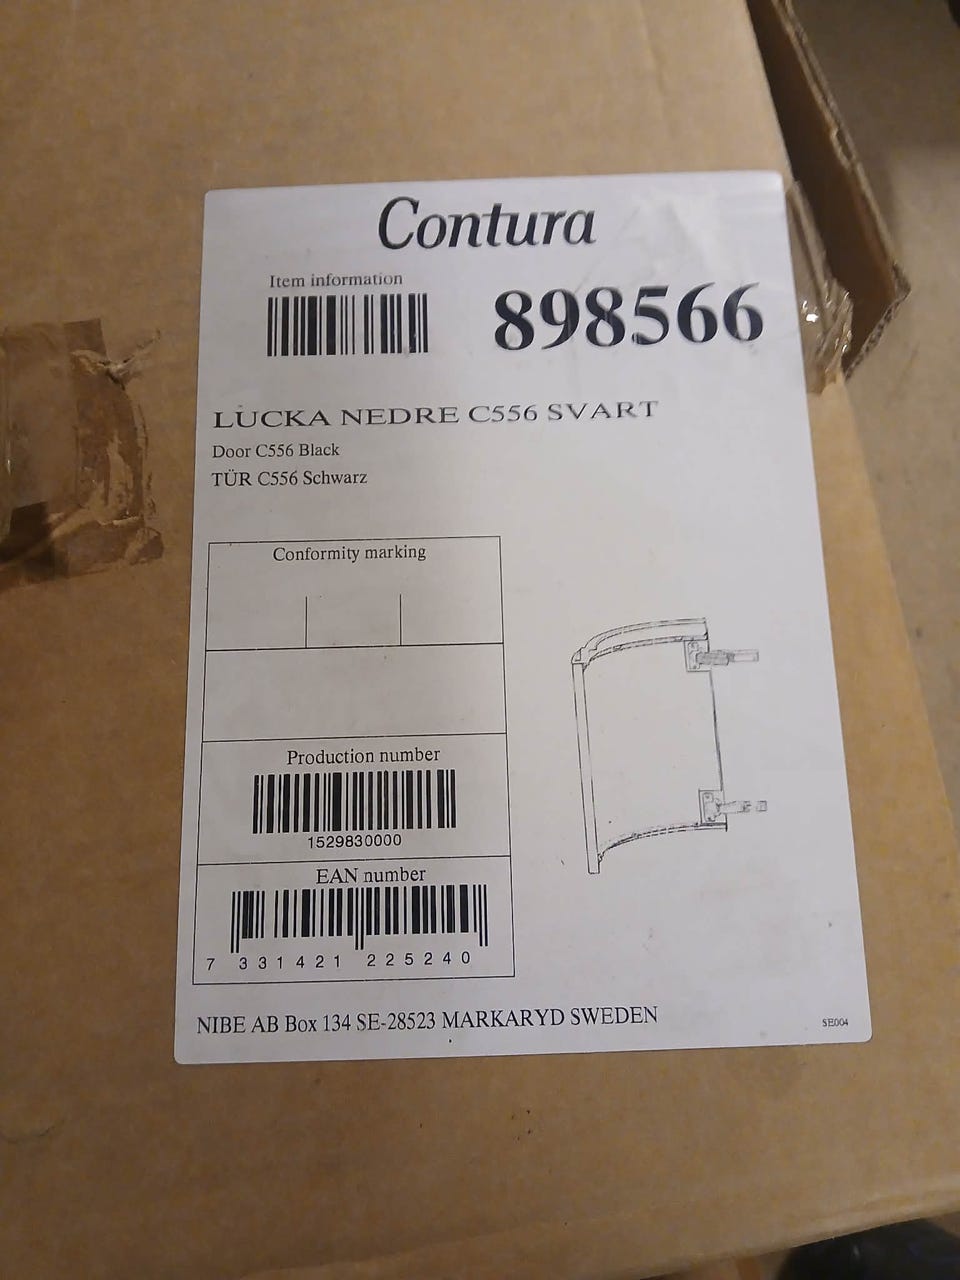 Contura
Item information
898566
LUCKA NEDRE C556 SVART
Door C556 Black
TÜR C556 Schwarz
Conformity marking
Production number
1529830000
EAN number
7 331421 225240
NIBE AB Box 134 SE-28523 MARKARYD SWEDEN
SE004